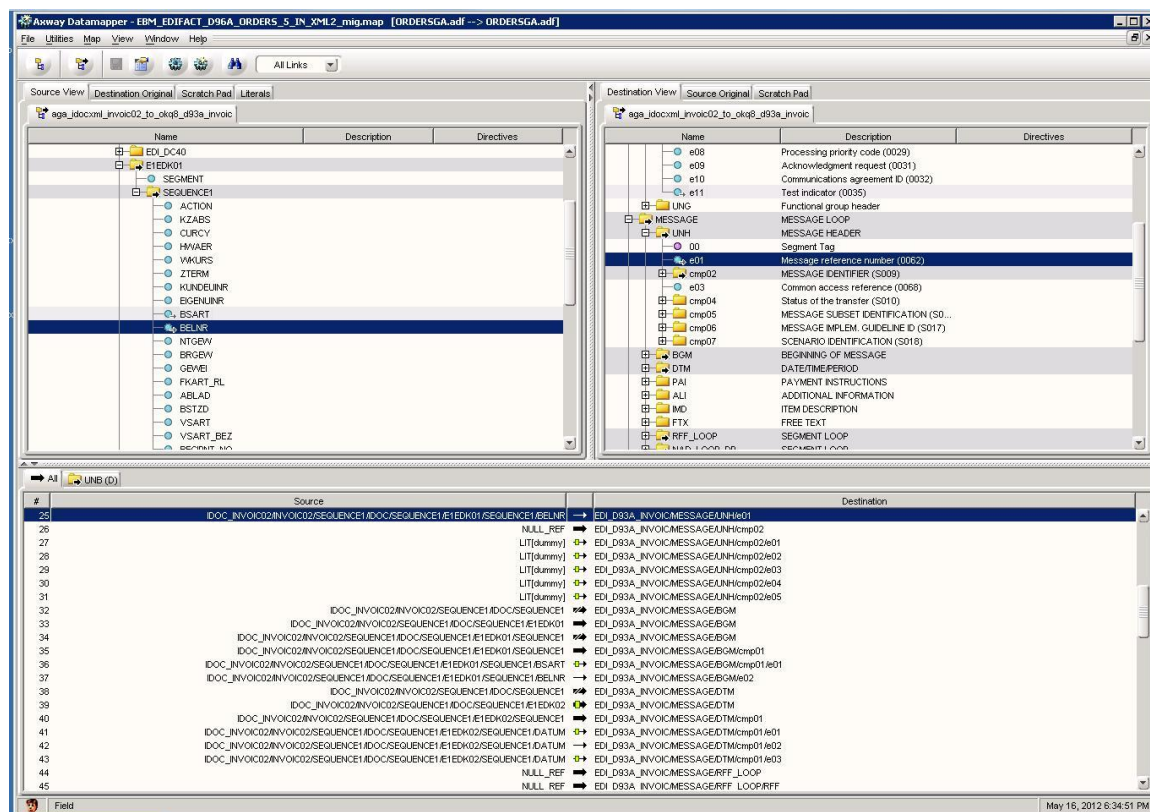 Axway Datamapper - EBM_EDIFACT_D96A_ORDERS_5_IN_XML2_mig.map [ORDERSGA.adf --> ORDERSGA.adf]
File Utilities Map View Window Help
All Links
Source View Destination Original Scratch Pad Literals
aga_idocxml_invoic02_to_okq8_d93a_invoic
Name Description Directives
EDI_DC40
E1EDK01
SEGMENT
SEQUENCE1
ACTION
KZABS
CURCY
HWAER
WKURS
ZTERM
KUNDEUINR
EIGENUINR
BSART
BELNR
NTGEW
BRGEW
GEWEI
FKART_RL
ABLAD
BSTZD
VSART
VSART_BEZ
RECIPNT_NO
Destination View Source Original Scratch Pad
aga_idocxml_invoic02_to_okq8_d93a_invoic
Name Description Directives
e08 Processing priority code (0029)
e09 Acknowledgment request (0031)
e10 Communications agreement ID (0032)
e11 Test indicator (0035)
UNG Functional group header
MESSAGE MESSAGE LOOP
UNH MESSAGE HEADER
00 Segment Tag
e01 Message reference number (0062)
cmp02 MESSAGE IDENTIFIER (S009)
e03 Common access reference (0068)
cmp04 Status of the transfer (S010)
cmp05 MESSAGE SUBSET IDENTIFICATION (S0...
cmp06 MESSAGE IMPLEM. GUIDELINE ID (S017)
cmp07 SCENARIO IDENTIFICATION (S018)
BGM BEGINNING OF MESSAGE
DTM DATE/TIME/PERIOD
PAI PAYMENT INSTRUCTIONS
ALI ADDITIONAL INFORMATION
IMD ITEM DESCRIPTION
FTX FREE TEXT
RFF_LOOP SEGMENT LOOP
NAD_LOOP_PR SEGMENT LOOP
All UNB (D)
# Source Destination
25 IDOC_INVOIC02/INVOIC02/SEQUENCE1/IDOC/SEQUENCE1/E1EDK01/SEQUENCE1/BELNR EDI_D93A_INVOIC/MESSAGE/UNH/e01
26 NULL_REF EDI_D93A_INVOIC/MESSAGE/UNH/cmp02
27 LIT[dummy] EDI_D93A_INVOIC/MESSAGE/UNH/cmp02/e01
28 LIT[dummy] EDI_D93A_INVOIC/MESSAGE/UNH/cmp02/e02
29 LIT[dummy] EDI_D93A_INVOIC/MESSAGE/UNH/cmp02/e03
30 LIT[dummy] EDI_D93A_INVOIC/MESSAGE/UNH/cmp02/e04
31 LIT[dummy] EDI_D93A_INVOIC/MESSAGE/UNH/cmp02/e05
32 IDOC_INVOIC02/INVOIC02/SEQUENCE1/IDOC/SEQUENCE1 EDI_D93A_INVOIC/MESSAGE/BGM
33 IDOC_INVOIC02/INVOIC02/SEQUENCE1/IDOC/SEQUENCE1/E1EDK01 EDI_D93A_INVOIC/MESSAGE/BGM
34 IDOC_INVOIC02/INVOIC02/SEQUENCE1/IDOC/SEQUENCE1/E1EDK01/SEQUENCE1 EDI_D93A_INVOIC/MESSAGE/BGM
35 IDOC_INVOIC02/INVOIC02/SEQUENCE1/IDOC/SEQUENCE1/E1EDK01/SEQUENCE1 EDI_D93A_INVOIC/MESSAGE/BGM/cmp01
36 IDOC_INVOIC02/INVOIC02/SEQUENCE1/IDOC/SEQUENCE1/E1EDK01/SEQUENCE1/BSART EDI_D93A_INVOIC/MESSAGE/BGM/cmp01/e01
37 IDOC_INVOIC02/INVOIC02/SEQUENCE1/IDOC/SEQUENCE1/E1EDK01/SEQUENCE1/BELNR EDI_D93A_INVOIC/MESSAGE/BGM/e02
38 IDOC_INVOIC02/INVOIC02/SEQUENCE1/IDOC/SEQUENCE1 EDI_D93A_INVOIC/MESSAGE/DTM
39 IDOC_INVOIC02/INVOIC02/SEQUENCE1/IDOC/SEQUENCE1/E1EDK02 EDI_D93A_INVOIC/MESSAGE/DTM
40 IDOC_INVOIC02/INVOIC02/SEQUENCE1/IDOC/SEQUENCE1/E1EDK02/SEQUENCE1 EDI_D93A_INVOIC/MESSAGE/DTM/cmp01
41 IDOC_INVOIC02/INVOIC02/SEQUENCE1/IDOC/SEQUENCE1/E1EDK02/SEQUENCE1/DATUM EDI_D93A_INVOIC/MESSAGE/DTM/cmp01/e01
42 IDOC_INVOIC02/INVOIC02/SEQUENCE1/IDOC/SEQUENCE1/E1EDK02/SEQUENCE1/DATUM EDI_D93A_INVOIC/MESSAGE/DTM/cmp01/e02
43 IDOC_INVOIC02/INVOIC02/SEQUENCE1/IDOC/SEQUENCE1/E1EDK02/SEQUENCE1/DATUM EDI_D93A_INVOIC/MESSAGE/DTM/cmp01/e03
44 NULL_REF EDI_D93A_INVOIC/MESSAGE/RFF_LOOP
45 NULL_REF EDI_D93A_INVOIC/MESSAGE/RFF_LOOP/RFF
Field May 16, 2012 6:34:51 PM